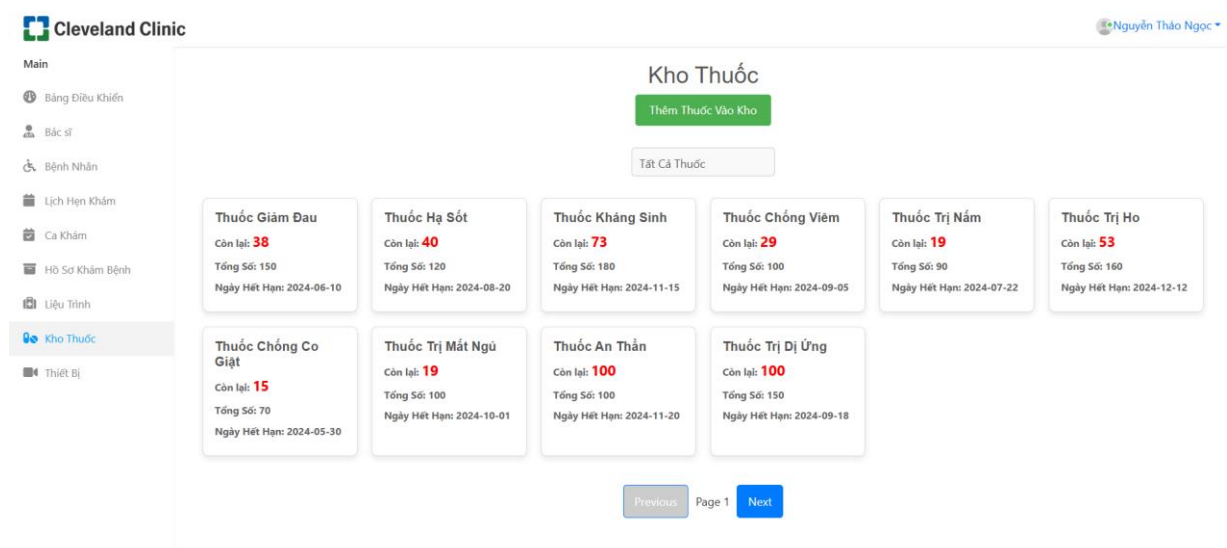 Cleveland Clinic
Nguyễn Thảo Ngọc
Main
Bảng Điều Khiển
Bác sĩ
Bệnh Nhân
Lịch Hẹn Khám
Ca Khám
Hồ Sơ Khám Bệnh
Liệu Trình
Kho Thuốc
Thiết Bị
Kho Thuốc
Thêm Thuốc Vào Kho
Tất Cả Thuốc
Thuốc Giảm Đau
Còn lại: 38
Tổng Số: 150
Ngày Hết Hạn: 2024-06-10
Thuốc Hạ Sốt
Còn lại: 40
Tổng Số: 120
Ngày Hết Hạn: 2024-08-20
Thuốc Kháng Sinh
Còn lại: 73
Tổng Số: 180
Ngày Hết Hạn: 2024-11-15
Thuốc Chống Viêm
Còn lại: 29
Tổng Số: 100
Ngày Hết Hạn: 2024-09-05
Thuốc Trị Nấm
Còn lại: 19
Tổng Số: 90
Ngày Hết Hạn: 2024-07-22
Thuốc Trị Ho
Còn lại: 53
Tổng Số: 160
Ngày Hết Hạn: 2024-12-12
Thuốc Chống Co
Giật
Còn lại: 15
Tổng Số: 70
Ngày Hết Hạn: 2024-05-30
Thuốc Trị Mất Ngủ
Còn lại: 19
Tổng Số: 100
Ngày Hết Hạn: 2024-10-01
Thuốc An Thần
Còn lại: 100
Tổng Số: 100
Ngày Hết Hạn: 2024-11-20
Thuốc Trị Dị Ứng
Còn lại: 100
Tổng Số: 150
Ngày Hết Hạn: 2024-09-18
Previous
Page 1
Next